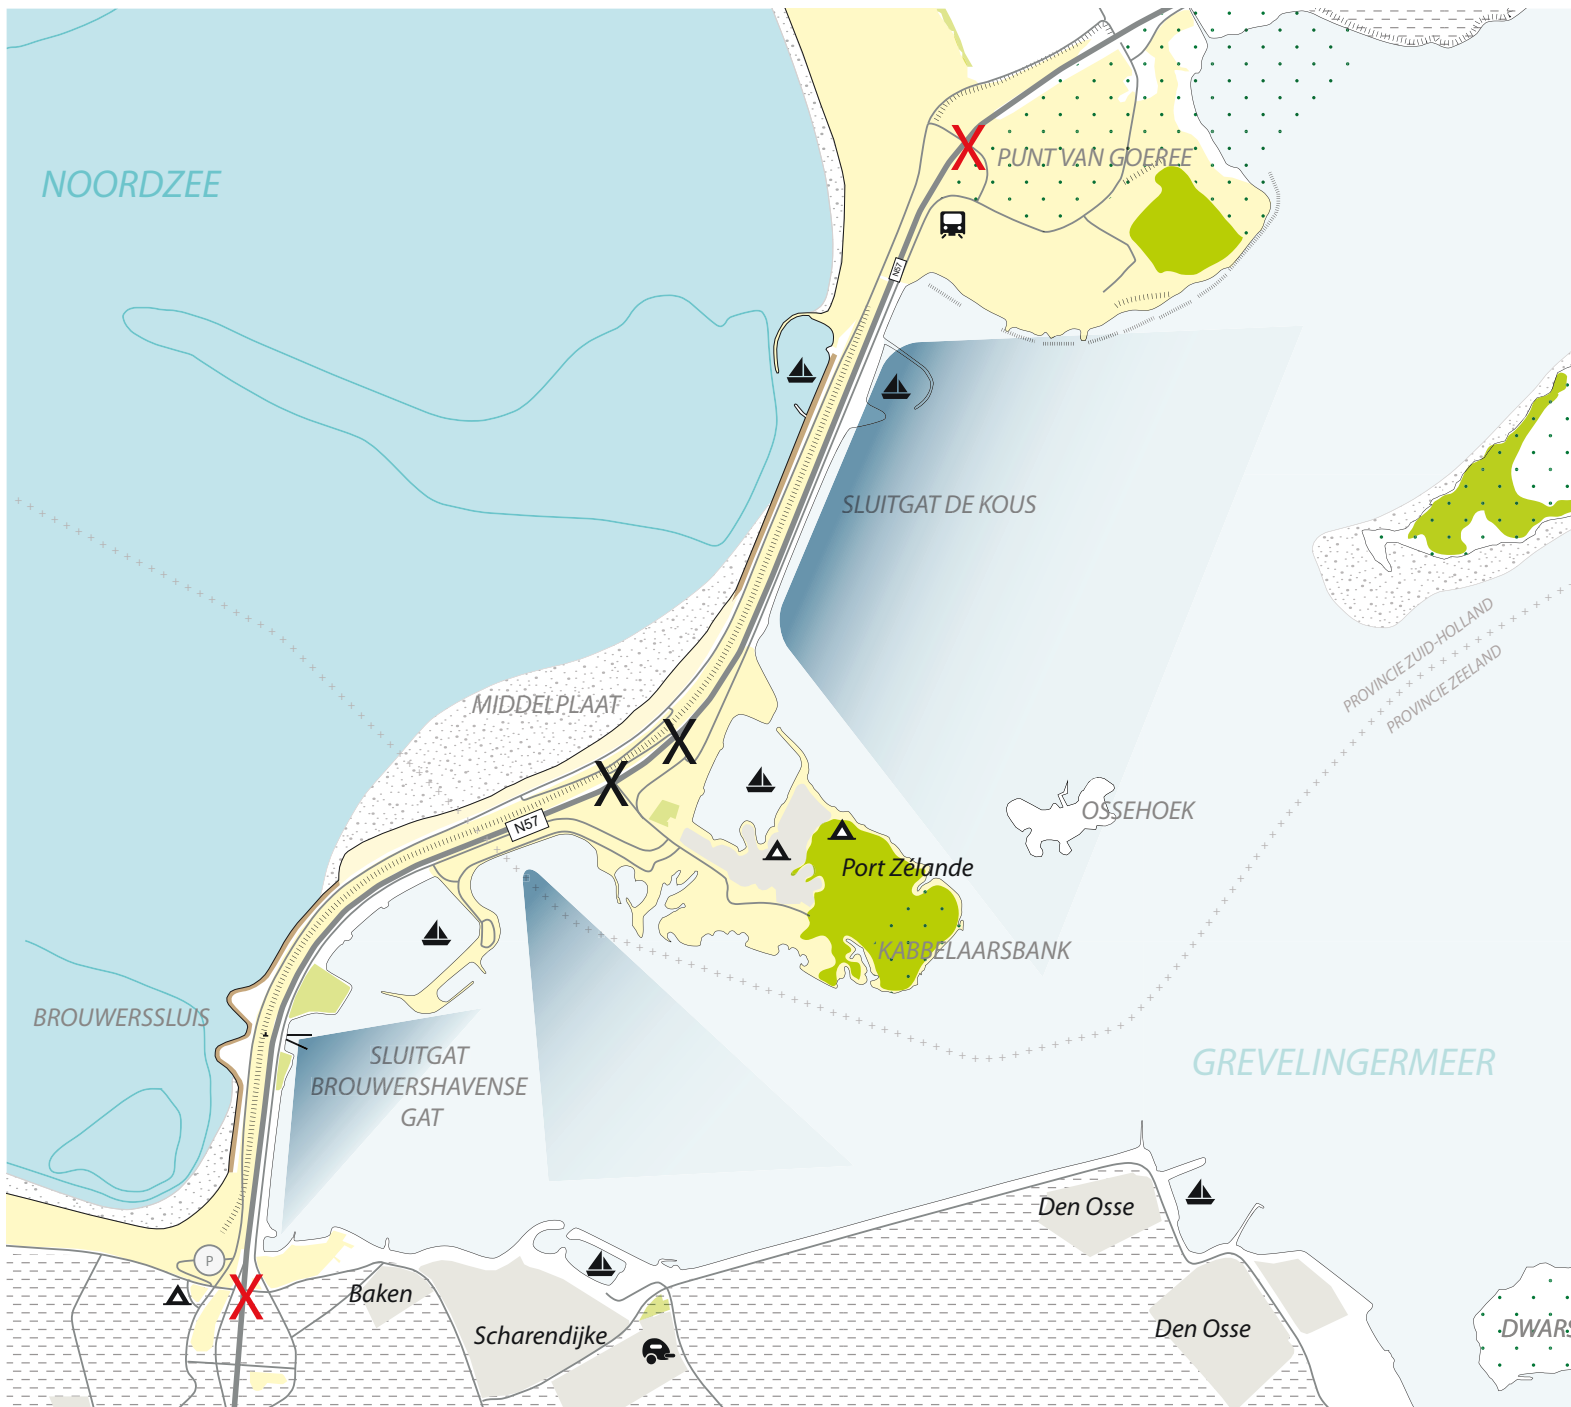 NOORDZEE
PUNT VAN GOEREE
N57
SLUITGAT DE KOUS
PROVINCIE ZUID-HOLLAND
PROVINCIE ZEELAND
MIDDELPLAAT
OSSEHOEK
N57
Port Zélande
KABBELAARSBANK
BROUWERSSLUIS
SLUITGAT
BROUWERSHAVENSE
GAT
GREVELINGERMEER
Den Osse
P
Baken
Scharendijke
Den Osse
DWARS